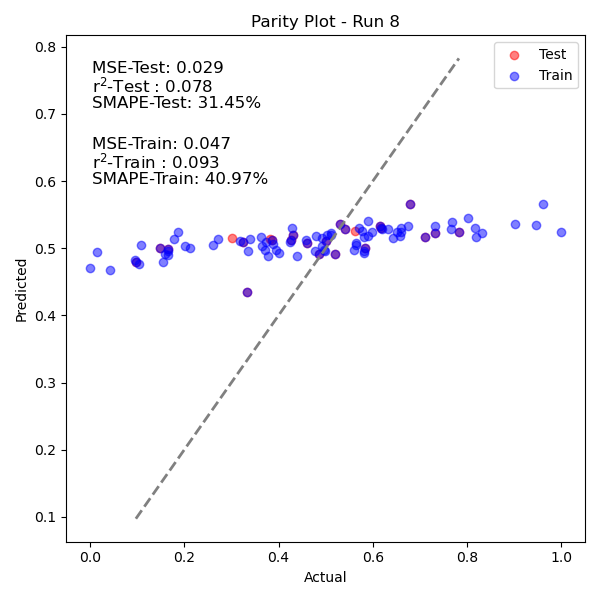 Parity Plot - Run 8
MSE-Test: 0.029
r²-Test : 0.078
SMAPE-Test: 31.45%
MSE-Train: 0.047
r²-Train : 0.093
SMAPE-Train: 40.97%
Test
Train
0.8
0.7
0.6
0.5
0.4
0.3
0.2
0.1
Predicted
0.0 0.2 0.4 0.6 0.8 1.0
Actual